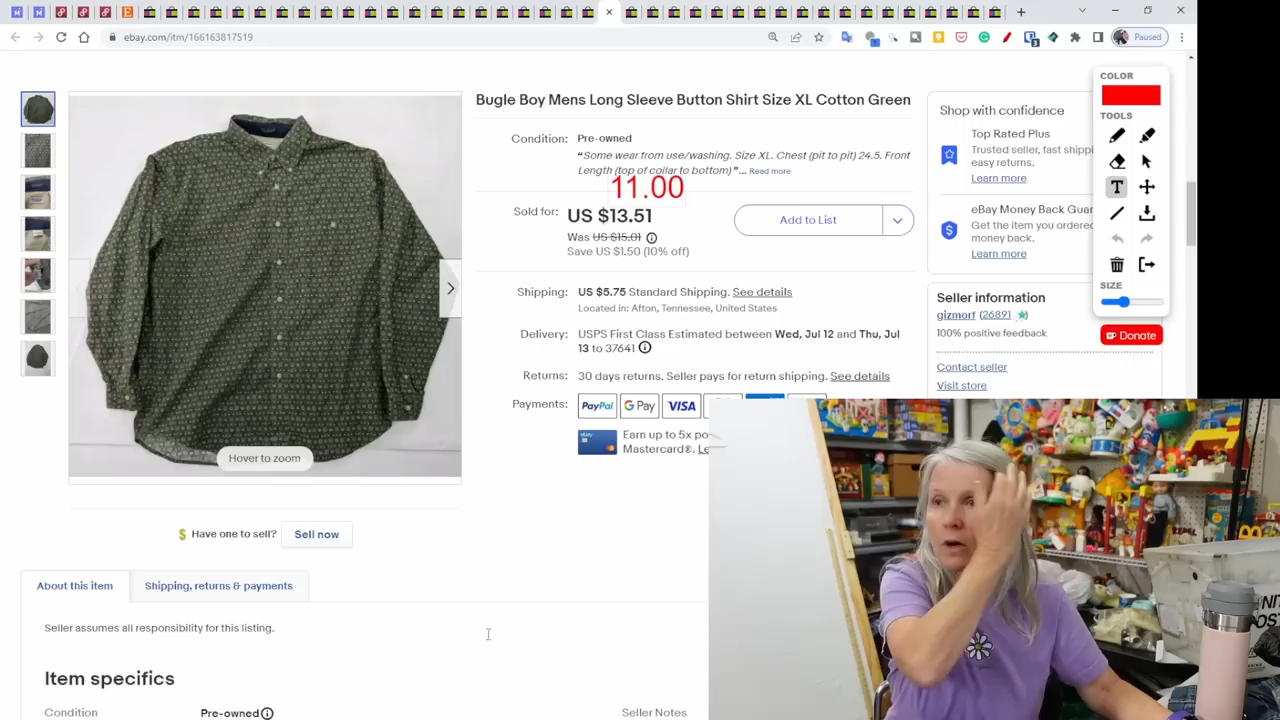 Paused
ebay.com/itm/166163817519
COLOR
TOOLS
SIZE
Donate
Bugle Boy Mens Long Sleeve Button Shirt Size XL Cotton Green
Condition: Pre-owned
“Some wear from use/washing. Size XL. Chest (pit to pit) 24.5. Front
Length (top of collar to bottom) ”... Read more
11.00
Sold for: US $13.51
Was US $15.01
Save US $1.50 (10% off)
Add to List
Shipping: US $5.75 Standard Shipping. See details
Located in: Afton, Tennessee, United States
Delivery: USPS First Class Estimated between Wed, Jul 12 and Thu, Jul
13 to 37641
Returns: 30 days returns. Seller pays for return shipping. See details
Payments: PayPal G Pay VISA
Earn up to 5x po
Mastercard®. Le
Shop with confidence
Top Rated Plus
Trusted seller, fast shippi
easy returns.
Learn more
eBay Money Back Guar
Get the item you ordere
money back.
Learn more
Seller information
gizmorf (26891)
100% positive feedback
Contact seller
Visit store
Hover to zoom
Have one to sell? Sell now
About this item
Shipping, returns & payments
Seller assumes all responsibility for this listing.
Item specifics
Condition Pre-owned
Seller Notes